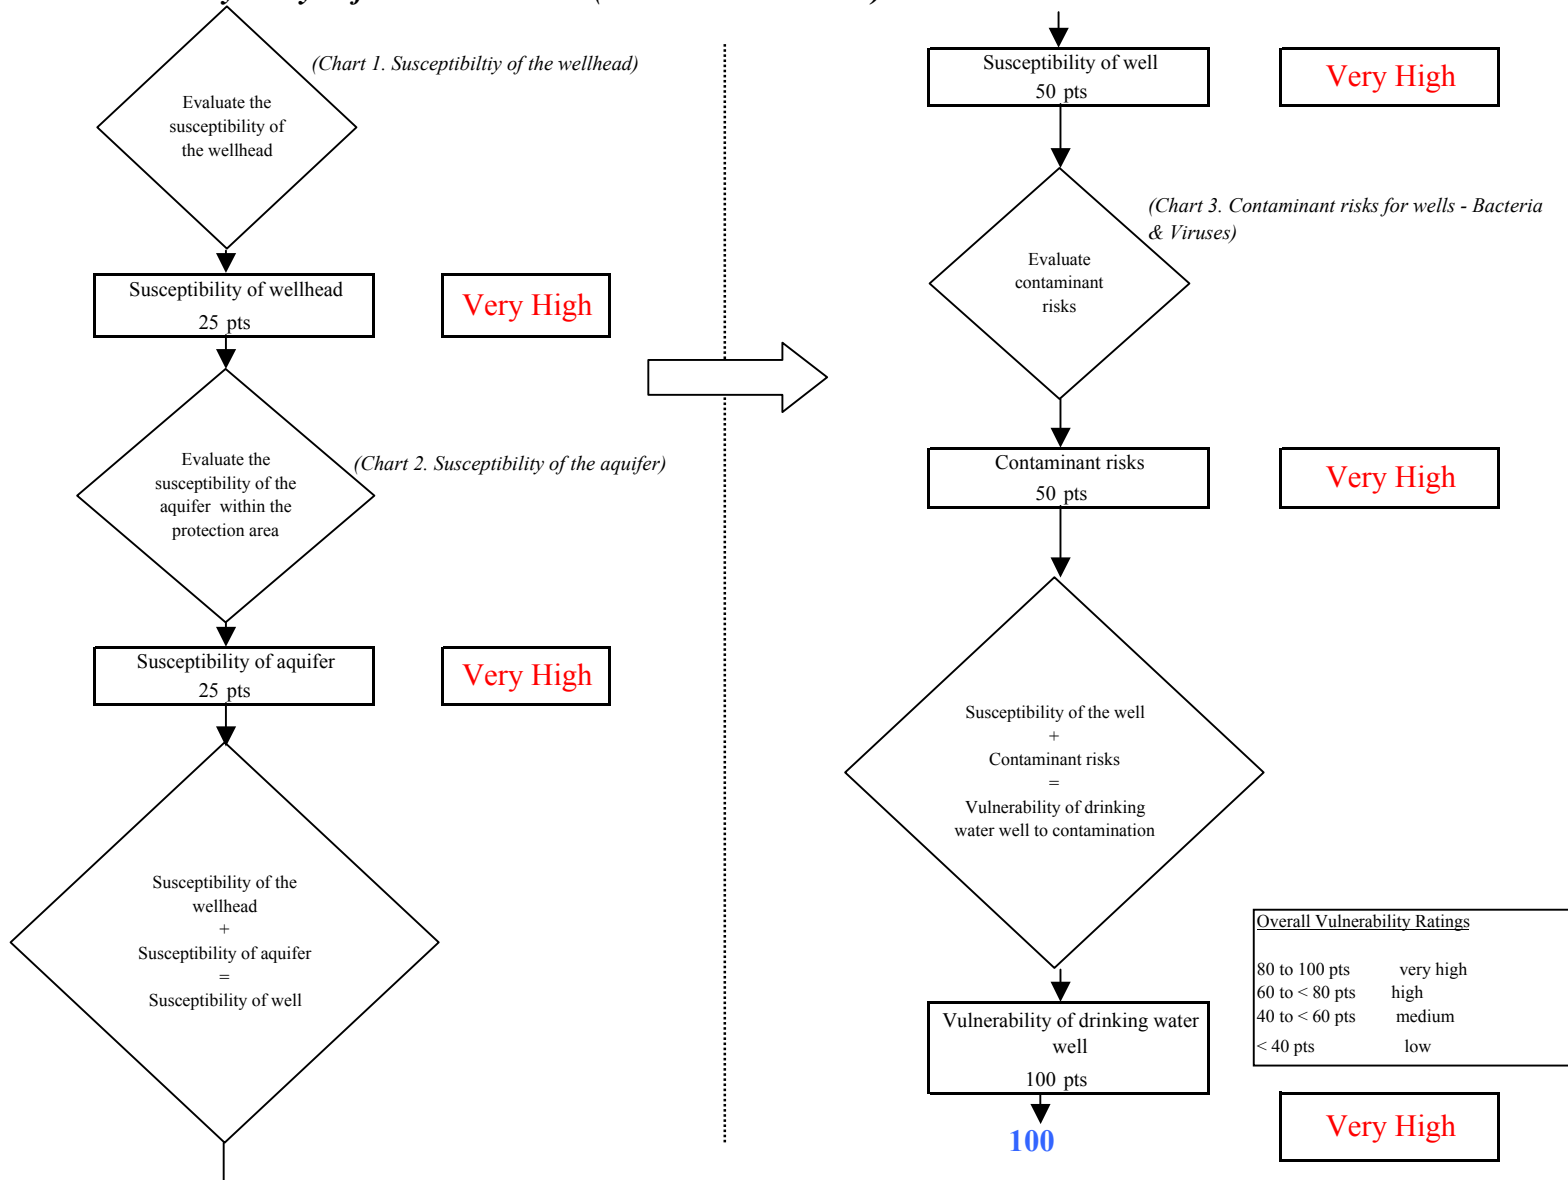 (Chart 1. Susceptibiltiy of the wellhead)
Evaluate the
susceptibility of
the wellhead
Susceptibility of wellhead
25 pts
Very High
Evaluate the
susceptibility of the
aquifer within the
protection area
(Chart 2. Susceptibility of the aquifer)
Susceptibility of aquifer
25 pts
Very High
Susceptibility of the
wellhead
+
Susceptibility of aquifer
=
Susceptibility of well
Susceptibility of well
50 pts
Very High
(Chart 3. Contaminant risks for wells - Bacteria
& Viruses)
Evaluate
contaminant
risks
Contaminant risks
50 pts
Very High
Susceptibility of the well
+
Contaminant risks
=
Vulnerability of drinking
water well to contamination
Overall Vulnerability Ratings
80 to 100 pts very high
60 to < 80 pts high
40 to < 60 pts medium
< 40 pts low
Vulnerability of drinking water
well
100 pts
100
Very High